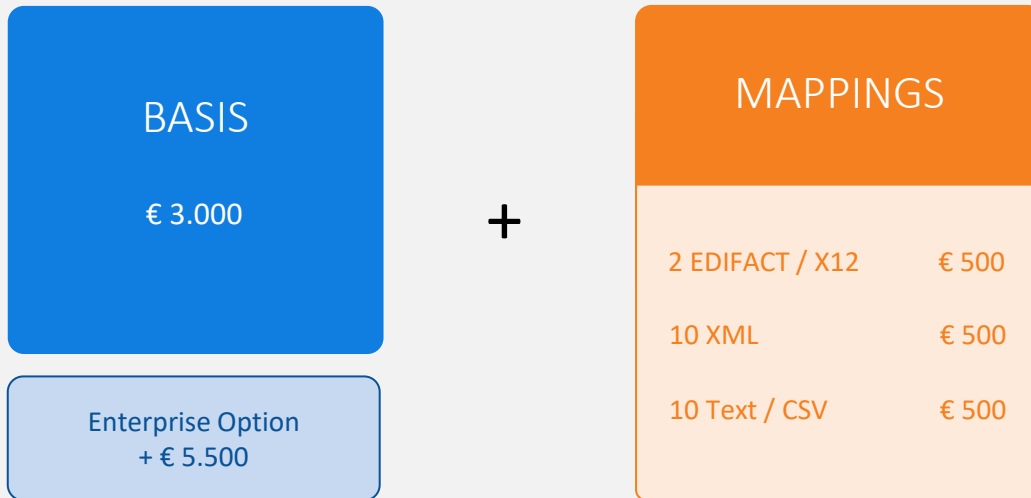 BASIS
€ 3.000
Enterprise Option
+ € 5.500
+
MAPPINGS
2 EDIFACT / X12 € 500
10 XML € 500
10 Text / CSV € 500